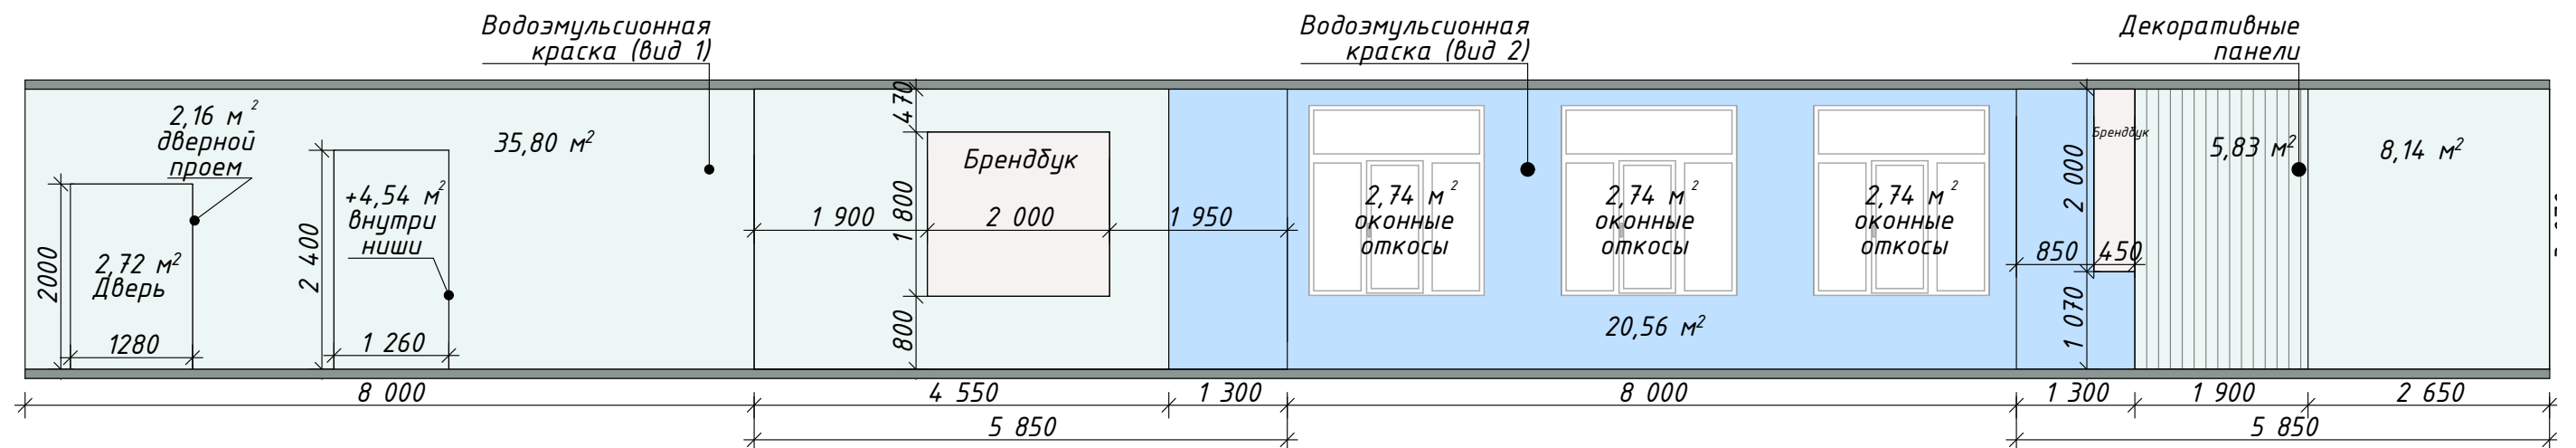 Водоэмульсионная
краска (вид 1)
Водоэмульсионная
краска (вид 2)
Декоративные
панели
2,16 м²
дверной
проем
35,80 м²
+4,54 м²
внутри
ниши
2,72 м²
Дверь
2000
1280
2 400
1 260
470
1 800
800
Брендбук
1 900
2 000
1 950
2,74 м²
оконные
откосы
2,74 м²
оконные
откосы
2,74 м²
оконные
откосы
20,56 м²
Брендбук
2 000
850
450
1 070
5,83 м²
8,14 м²
8 000
4 550
1 300
8 000
1 300
1 900
2 650
5 850
5 850